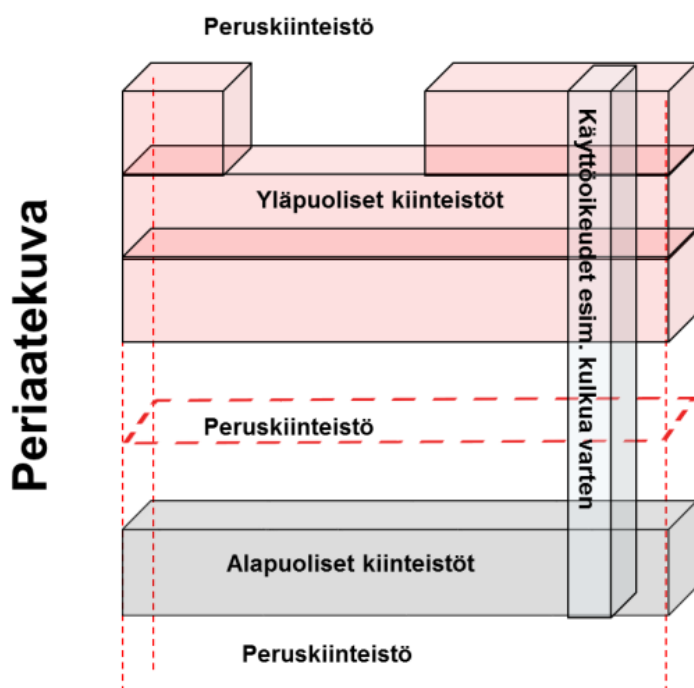 Peruskiinteistö
Periaatekuva
Yläpuoliset kiinteistöt
Käyttöoikeudet esim. kulkua varten
Peruskiinteistö
Alapuoliset kiinteistöt
Peruskiinteistö